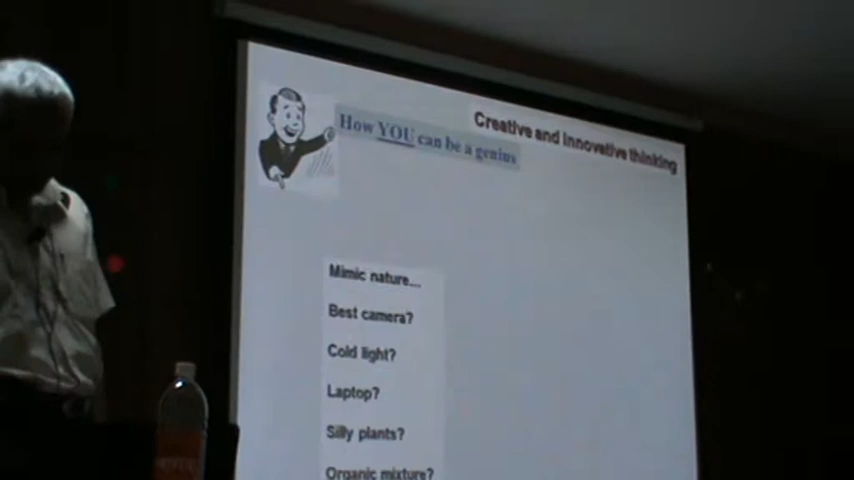 Creative and innovative thinking
How YOU can be a genius
Mimic nature...
Best camera?
Cold light?
Laptop?
Silly plants?
Organic mixture?